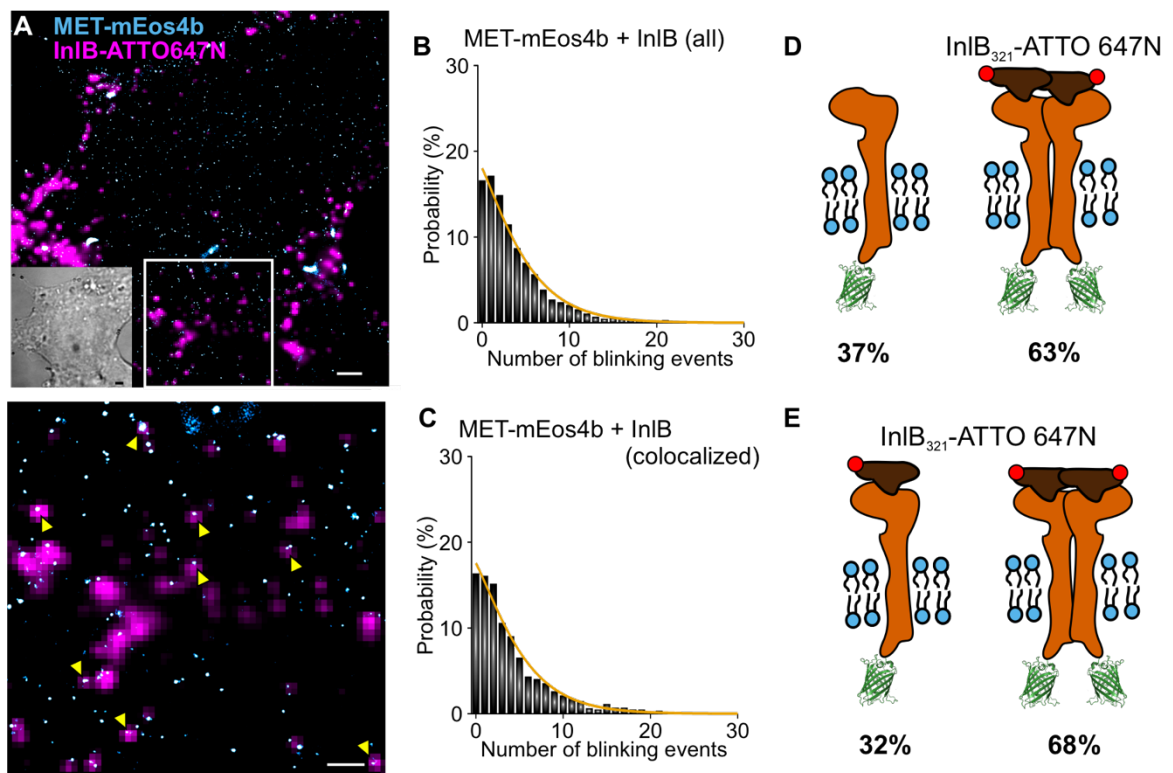 A
MET-mEos4b
InlB-ATTO647N
B
MET-mEos4b + InlB (all)
Probability (%)
30
20
10
0
0 10 20 30
Number of blinking events
C
MET-mEos4b + InlB
(colocalized)
Probability (%)
30
20
10
0
0 10 20 30
Number of blinking events
D
InlB321-ATTO 647N
37% 63%
E
InlB321-ATTO 647N
32% 68%